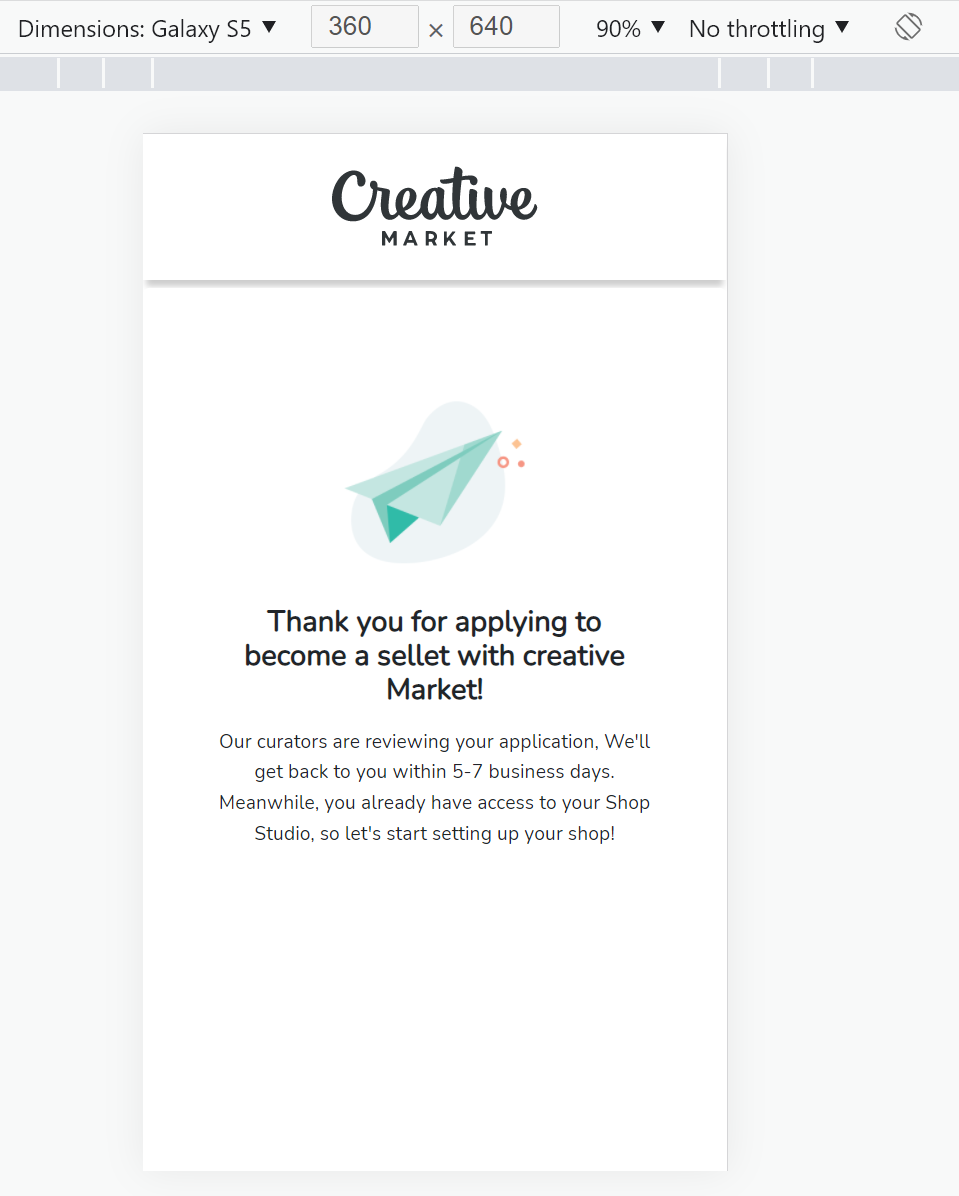 Dimensions: Galaxy S5 ▼ 360 × 640 90% ▼ No throttling ▼
Creative
MARKET
Thank you for applying to
become a sellet with creative
Market!
Our curators are reviewing your application, We'll
get back to you within 5-7 business days.
Meanwhile, you already have access to your Shop
Studio, so let's start setting up your shop!